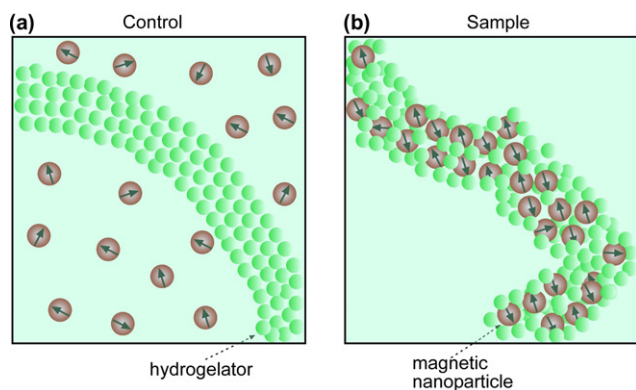 (a) Control
(b) Sample
hydrogelator
magnetic
nanoparticle